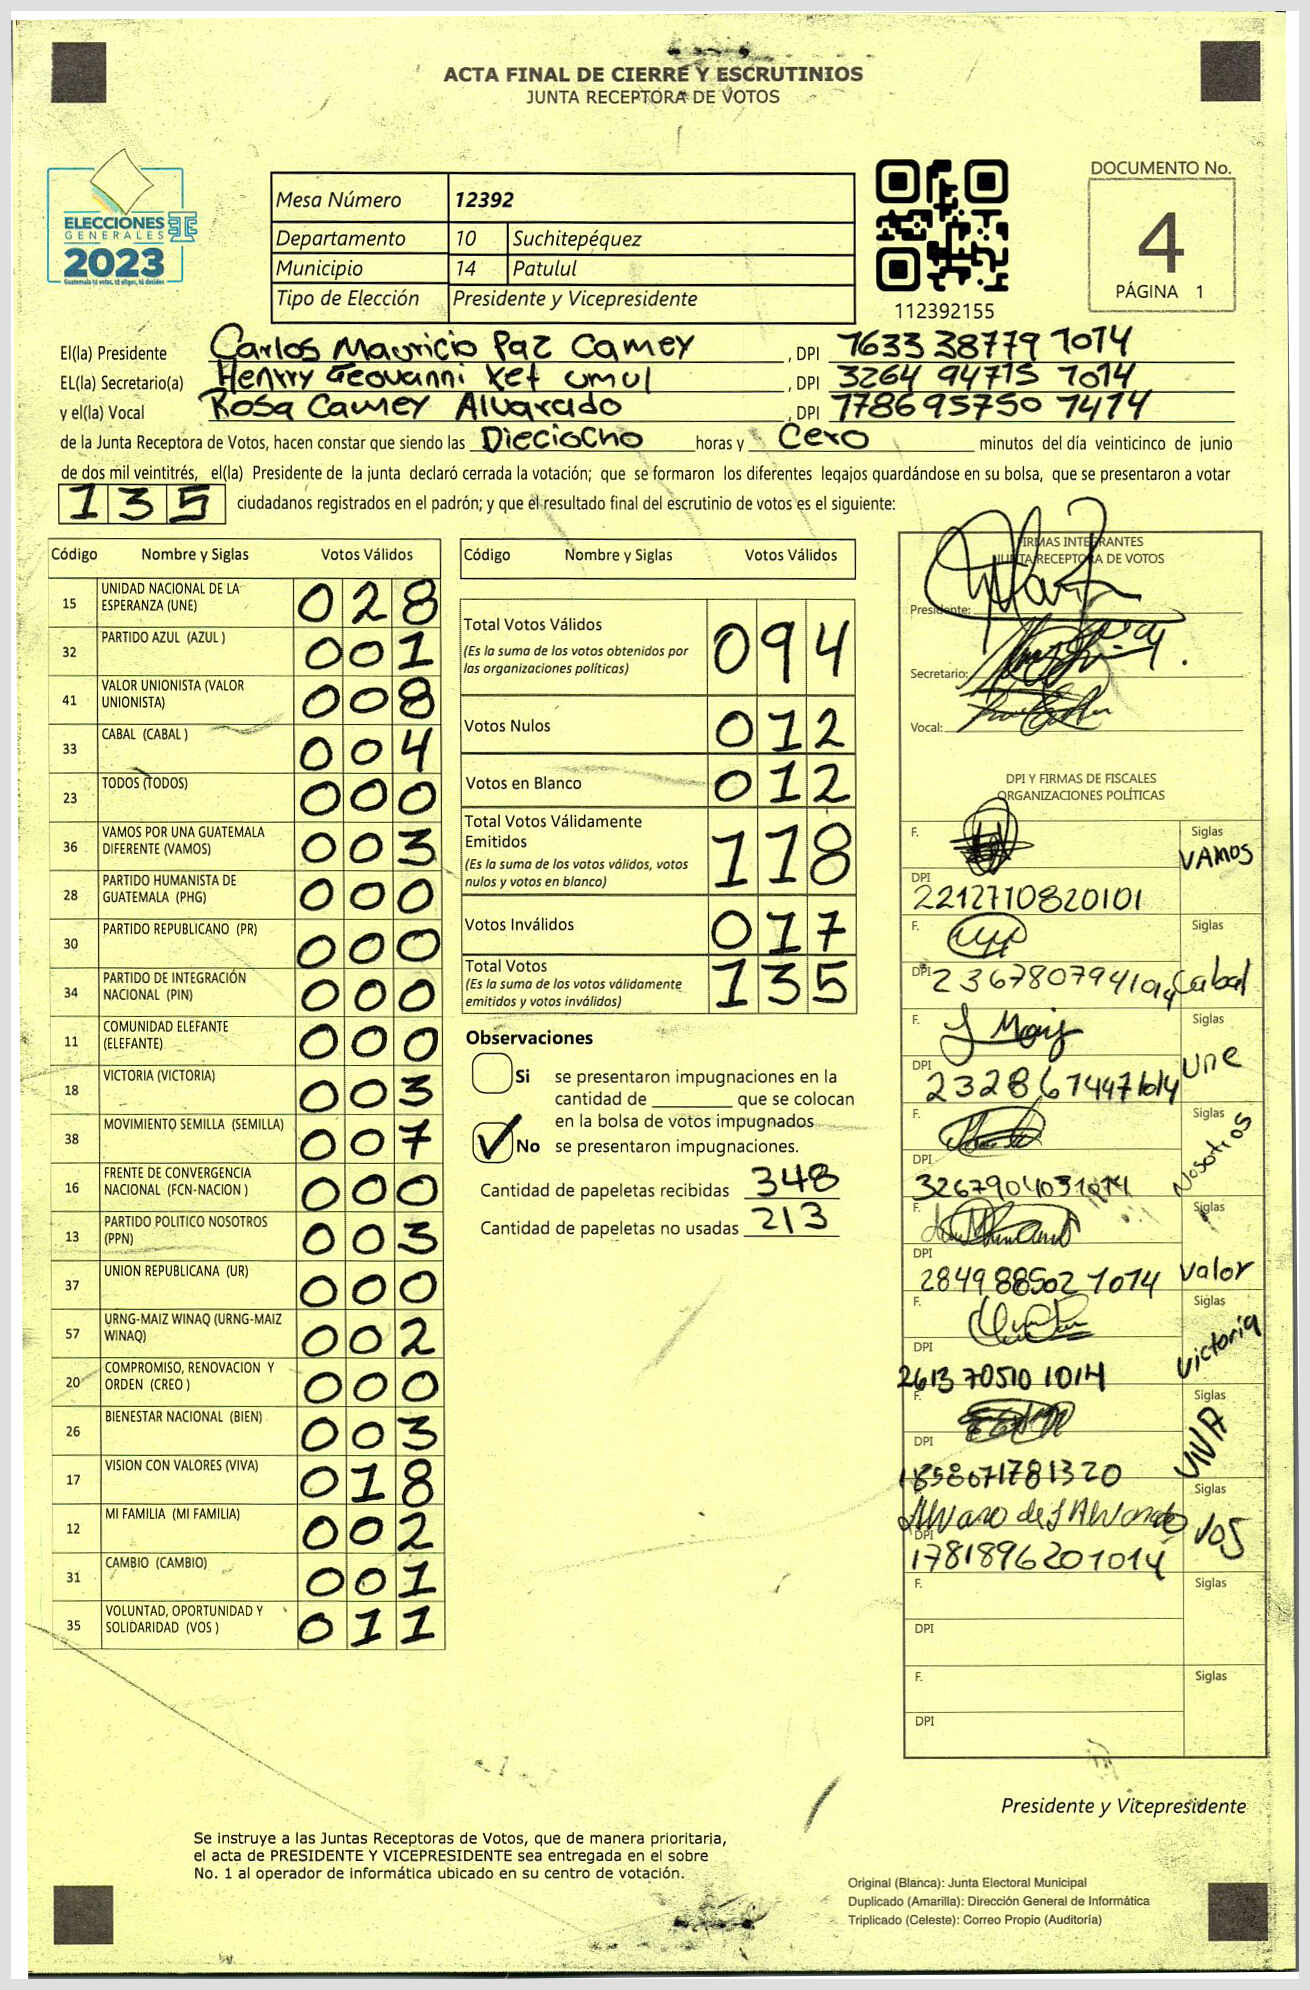 ACTA FINAL DE CIERRE Y ESCRUTINIOS
JUNTA RECEPTORA DE VOTOS
ELECCIONES
GENERALES
2023
Guatemala tú votas, tú eliges, tú decides
Mesa Número 12392
Departamento 10 Suchitepéquez
Municipio 14 Patulul
Tipo de Elección Presidente y Vicepresidente
112392155
DOCUMENTO No.
4
PÁGINA 1
El(la) Presidente Carlos Mauricio Paz Camey , DPI 1633 38779 1014
EL(la) Secretario(a) Henrry Geovanni Xet Umul , DPI 3264 94715 1014
y el(la) Vocal Rosa Camey Alvarado , DPI 1786 95750 1414
de la Junta Receptora de Votos, hacen constar que siendo las Dieciocho horas y Cero minutos del día veinticinco de junio
de dos mil veintitrés, el(la) Presidente de la junta declaró cerrada la votación; que se formaron los diferentes legajos guardándose en su bolsa, que se presentaron a votar
135 ciudadanos registrados en el padrón; y que el resultado final del escrutinio de votos es el siguiente:
Código Nombre y Siglas Votos Válidos
15 UNIDAD NACIONAL DE LA ESPERANZA (UNE) 028
32 PARTIDO AZUL (AZUL ) 001
41 VALOR UNIONISTA (VALOR UNIONISTA) 008
33 CABAL (CABAL ) 004
23 TODOS (TODOS) 000
36 VAMOS POR UNA GUATEMALA DIFERENTE (VAMOS) 003
28 PARTIDO HUMANISTA DE GUATEMALA (PHG) 000
30 PARTIDO REPUBLICANO (PR) 000
34 PARTIDO DE INTEGRACIÓN NACIONAL (PIN) 000
11 COMUNIDAD ELEFANTE (ELEFANTE) 000
18 VICTORIA (VICTORIA) 003
38 MOVIMIENTO SEMILLA (SEMILLA) 007
16 FRENTE DE CONVERGENCIA NACIONAL (FCN-NACION ) 000
13 PARTIDO POLITICO NOSOTROS (PPN) 003
37 UNION REPUBLICANA (UR) 000
57 URNG-MAIZ WINAQ (URNG-MAIZ WINAQ) 002
20 COMPROMISO, RENOVACION Y ORDEN (CREO ) 000
26 BIENESTAR NACIONAL (BIEN) 003
17 VISION CON VALORES (VIVA) 018
12 MI FAMILIA (MI FAMILIA) 002
31 CAMBIO (CAMBIO) 001
35 VOLUNTAD, OPORTUNIDAD Y SOLIDARIDAD (VOS ) 011
Código Nombre y Siglas Votos Válidos
Total Votos Válidos 094
(Es la suma de los votos obtenidos por
las organizaciones políticas)
Votos Nulos 012
Votos en Blanco 012
Total Votos Válidamente
Emitidos 118
(Es la suma de los votos válidos, votos
nulos y votos en blanco)
Votos Inválidos 017
Total Votos 135
(Es la suma de los votos válidamente
emitidos y votos inválidos)
Observaciones
Si se presentaron impugnaciones en la
cantidad de ________ que se colocan
en la bolsa de votos impugnados
No se presentaron impugnaciones.
Cantidad de papeletas recibidas 348
Cantidad de papeletas no usadas 213
FIRMAS INTEGRANTES
JUNTA RECEPTORA DE VOTOS
Presidente:
Secretario:
Vocal:
DPI Y FIRMAS DE FISCALES
ORGANIZACIONES POLÍTICAS
F. Siglas VAMOS
DPI 2212710820101
F. Siglas Cabal
DPI 2367807941014
F. Siglas Une
DPI 2328674471014
F. Siglas Nosotros
DPI 3267904031014
F. Siglas Valor
DPI 2849 88502 1014
F. Siglas Victoria
DPI 2613 70510 1014
Siglas VIVA
DPI 1858071781320
Siglas VOS
DPI 1781896201014
F. Siglas
DPI
F. Siglas
DPI
Presidente y Vicepresidente
Se instruye a las Juntas Receptoras de Votos, que de manera prioritaria,
el acta de PRESIDENTE Y VICEPRESIDENTE sea entregada en el sobre
No. 1 al operador de informática ubicado en su centro de votación.
Original (Blanca): Junta Electoral Municipal
Duplicado (Amarilla): Dirección General de Informática
Triplicado (Celeste): Correo Propio (Auditoría)